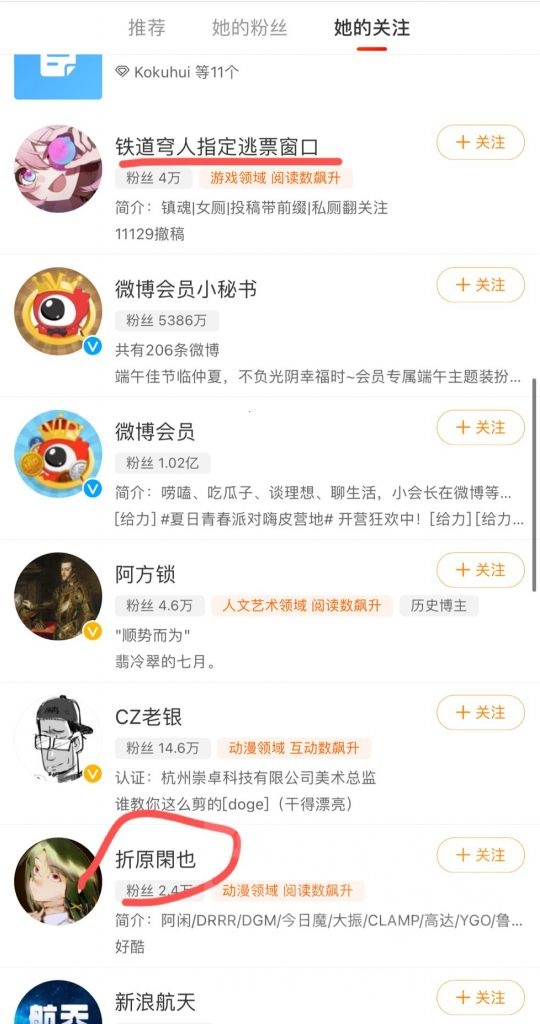 推荐 她的粉丝 她的关注
Kokuhui 等11个
铁道穹人指定逃票窗口
+ 关注
粉丝 4万 游戏领域 阅读数飙升
简介：镇魂|女厕|投稿带前缀|私厕翻关注
11129撤稿
微博会员小秘书
+ 关注
粉丝 5386万
共有206条微博
端午佳节临仲夏，不负光阴幸福时~会员专属端午主题装扮...
微博会员
+ 关注
粉丝 1.02亿
简介：唠嗑、吃瓜子、谈理想、聊生活，小会长在微博等...
[给力] #夏日青春派对嗨皮营地# 开营狂欢中！[给力] [给力...
阿方锁
+ 关注
粉丝 4.6万 人文艺术领域 阅读数飙升 历史博主
"顺势而为"
翡冷翠的七月。
CZ老银
+ 关注
粉丝 14.6万 动漫领域 互动数飙升
认证：杭州崇卓科技有限公司美术总监
谁教你这么剪的[doge]（干得漂亮）
折原閑也
+ 关注
粉丝 2.4万 动漫领域 阅读数飙升
简介：阿闲/DRRR/DGM/今日魔/大振/CLAMP/高达/YGO/鲁...
好酷
新浪航天
+ 关注
航天